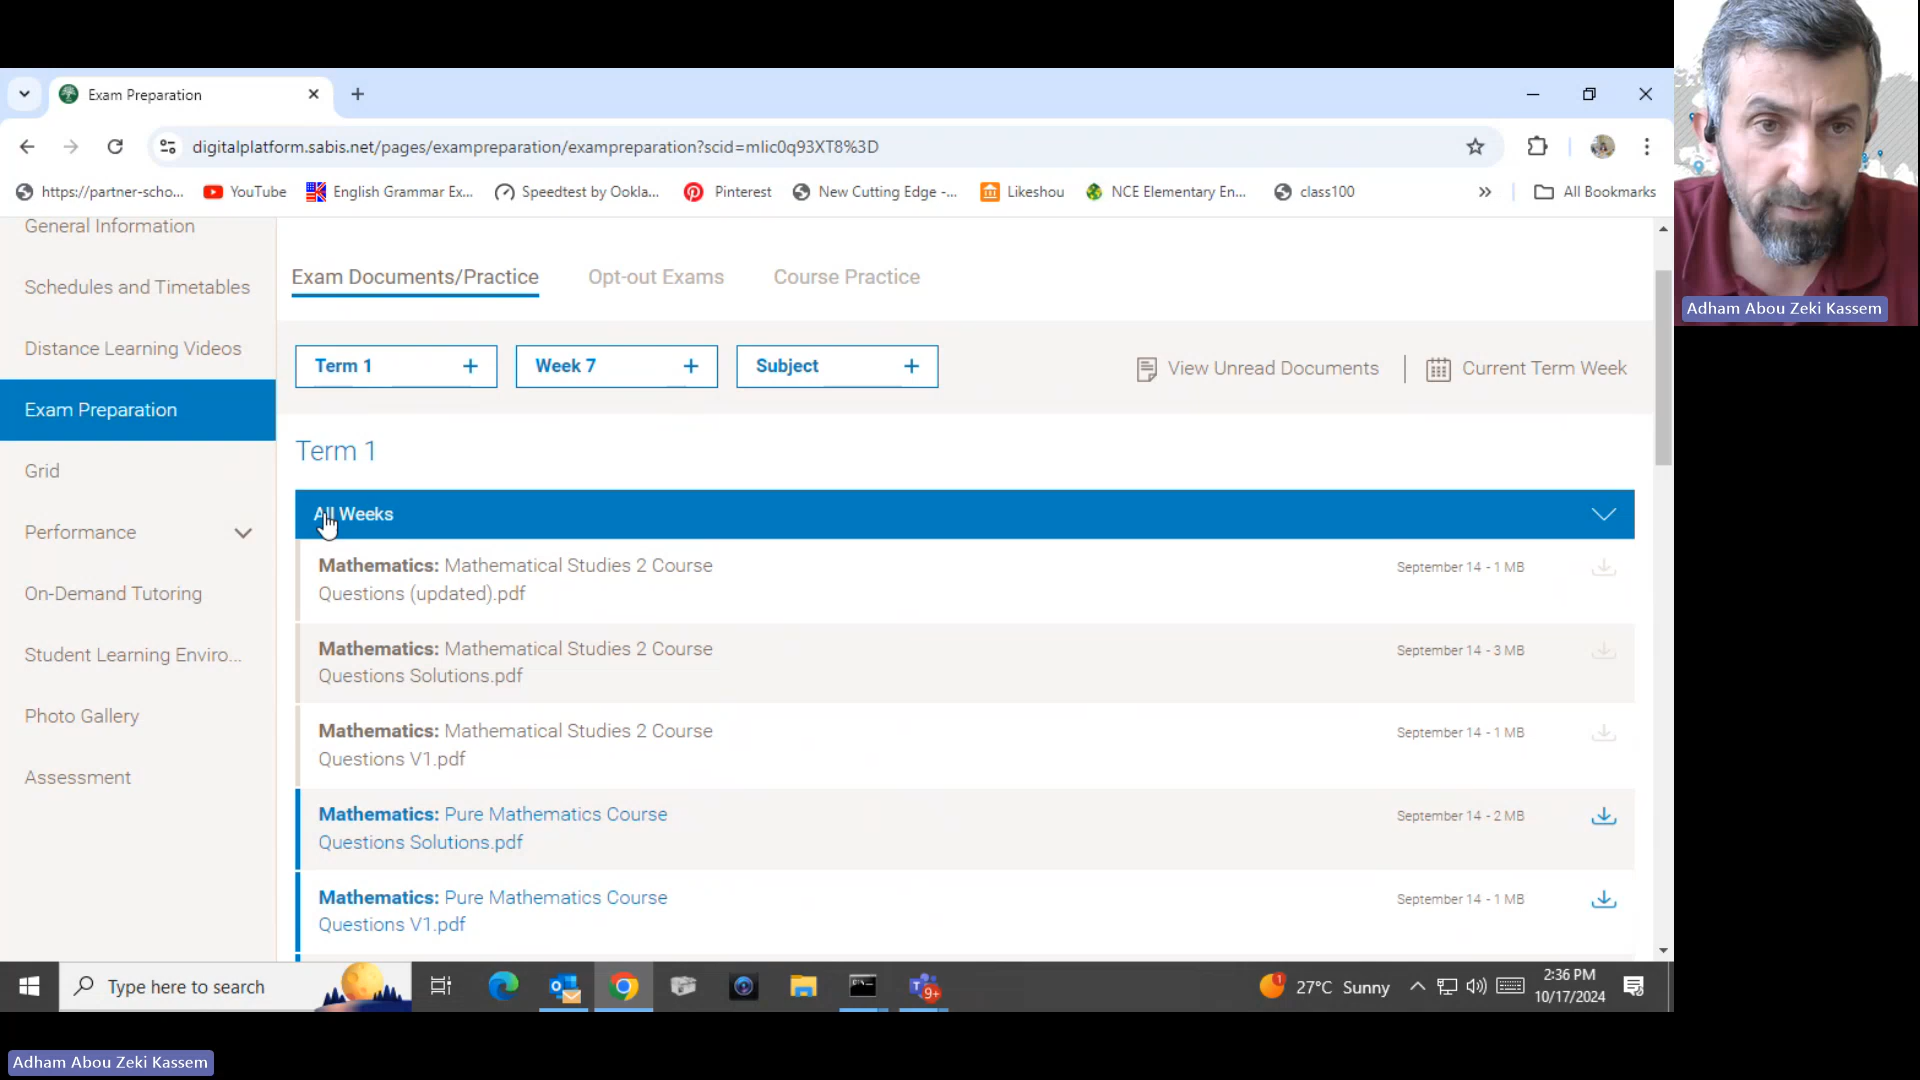 Exam Preparation
digitalplatform.sabis.net/pages/exampreparation/exampreparation?scid=mlic0q93XT8%3D
https://partner-scho... YouTube English Grammar Ex... Speedtest by Ookla... Pinterest New Cutting Edge -... Likeshou NCE Elementary En... class100 » All Bookmarks
General Information
Schedules and Timetables
Distance Learning Videos
Exam Preparation
Grid
Performance
On-Demand Tutoring
Student Learning Enviro...
Photo Gallery
Assessment
Exam Documents/Practice Opt-out Exams Course Practice
Term 1 + Week 7 + Subject + View Unread Documents Current Term Week
Term 1
All Weeks
Mathematics: Mathematical Studies 2 Course September 14 - 1 MB
Questions (updated).pdf
Mathematics: Mathematical Studies 2 Course September 14 - 3 MB
Questions Solutions.pdf
Mathematics: Mathematical Studies 2 Course September 14 - 1 MB
Questions V1.pdf
Mathematics: Pure Mathematics Course September 14 - 2 MB
Questions Solutions.pdf
Mathematics: Pure Mathematics Course September 14 - 1 MB
Questions V1.pdf
Adham Abou Zeki Kassem
Type here to search
9+
1
27°C Sunny
2:36 PM
10/17/2024
Adham Abou Zeki Kassem